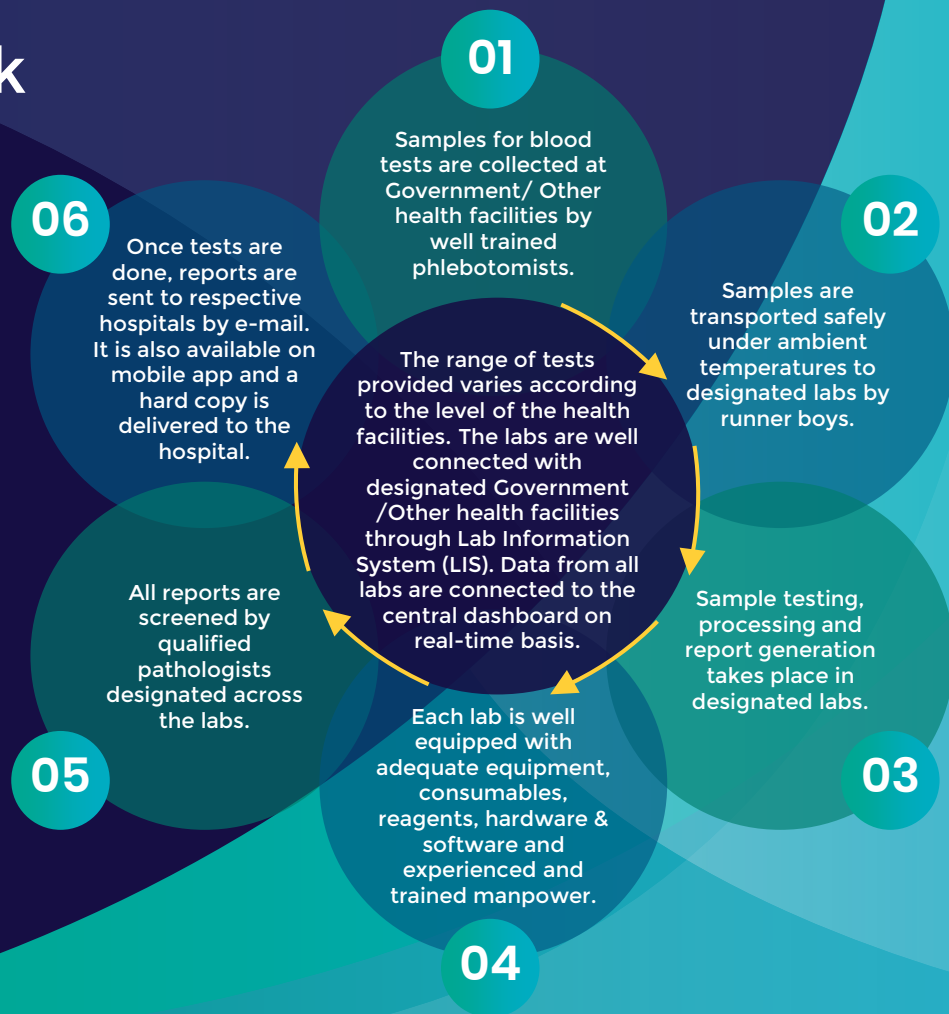 k
01
Samples for blood
tests are collected at
Government/ Other
health facilities by
well trained
phlebotomists.
02
Samples are
transported safely
under ambient
temperatures to
designated labs by
runner boys.
03
Sample testing,
processing and
report generation
takes place in
designated labs.
04
Each lab is well
equipped with
adequate equipment,
consumables,
reagents, hardware &
software and
experienced and
trained manpower.
05
All reports are
screened by
qualified
pathologists
designated across
the labs.
06
Once tests are
done, reports are
sent to respective
hospitals by e-mail.
It is also available on
mobile app and a
hard copy is
delivered to the
hospital.
The range of tests
provided varies according
to the level of the health
facilities. The labs are well
connected with
designated Government
/Other health facilities
through Lab Information
System (LIS). Data from all
labs are connected to the
central dashboard on
real-time basis.